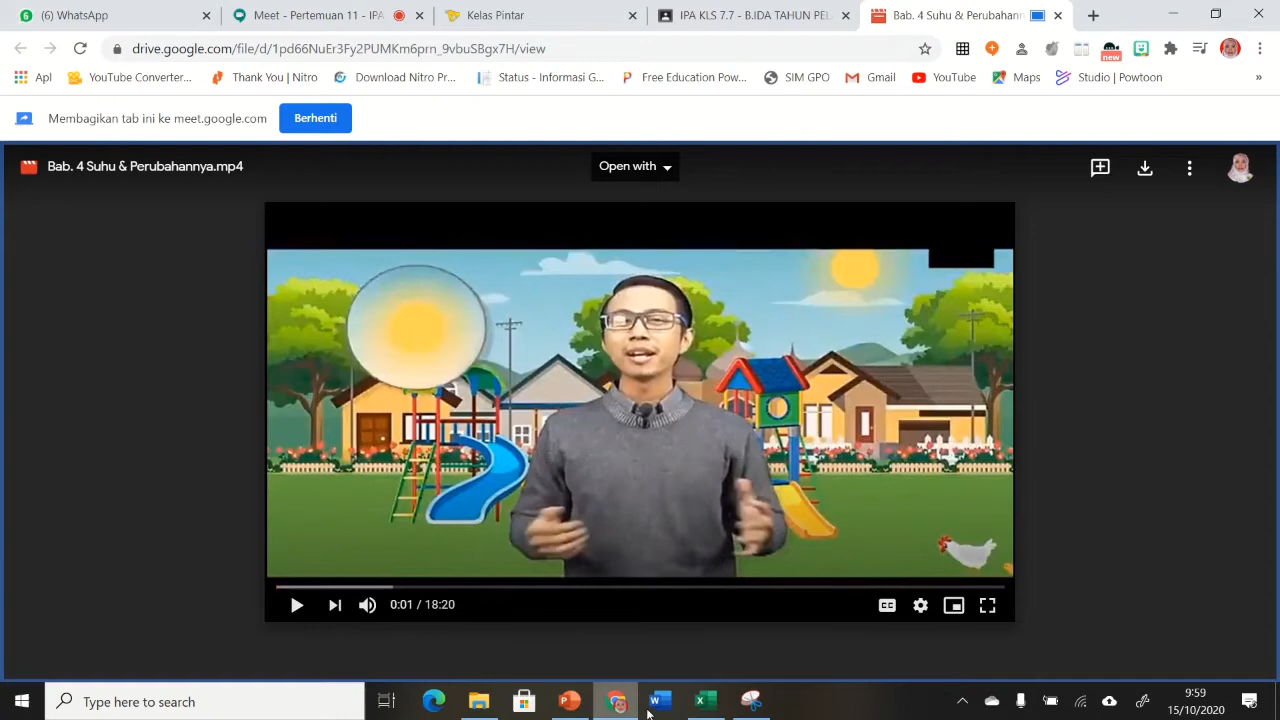 (6) WhatsApp
Meet - Pertemuan 11 - IPA
Kelas Pintar
IPA KLS 7.7 - B.IDA TAHUN PEL
Bab. 4 Suhu & Perubahann
drive.google.com/file/d/1pd66NuEr3Fy2PUMKm6prn_9vbuSBgx7H/view
new
Apl
YouTube Converter...
Thank You | Nitro
Download Nitro Pr...
Status - Informasi G...
Free Education Pow...
SIM GPO
Gmail
YouTube
Maps
Studio | Powtoon
»
Membagikan tab ini ke meet.google.com
Berhenti
Bab. 4 Suhu & Perubahannya.mp4
Open with
0:01 / 18:20
CC
Type here to search
9:59
15/10/2020